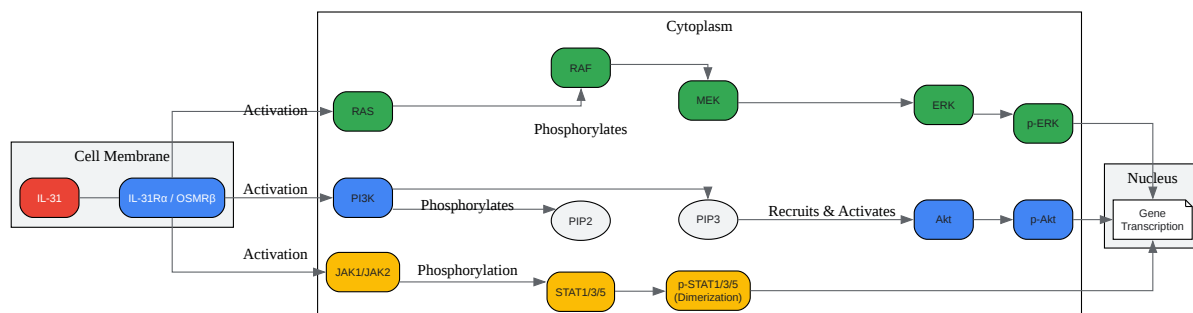 Cytoplasm
RAF
MEK
ERK
Activation
RAS
p-ERK
Phosphorylates
Cell Membrane
IL-31
IL-31Rα / OSMRβ
Activation
PI3K
Phosphorylates
PIP2
PIP3
Recruits & Activates
Akt
p-Akt
Nucleus
Gene
Transcription
Activation
JAK1/JAK2
Phosphorylation
STAT1/3/5
p-STAT1/3/5
(Dimerization)